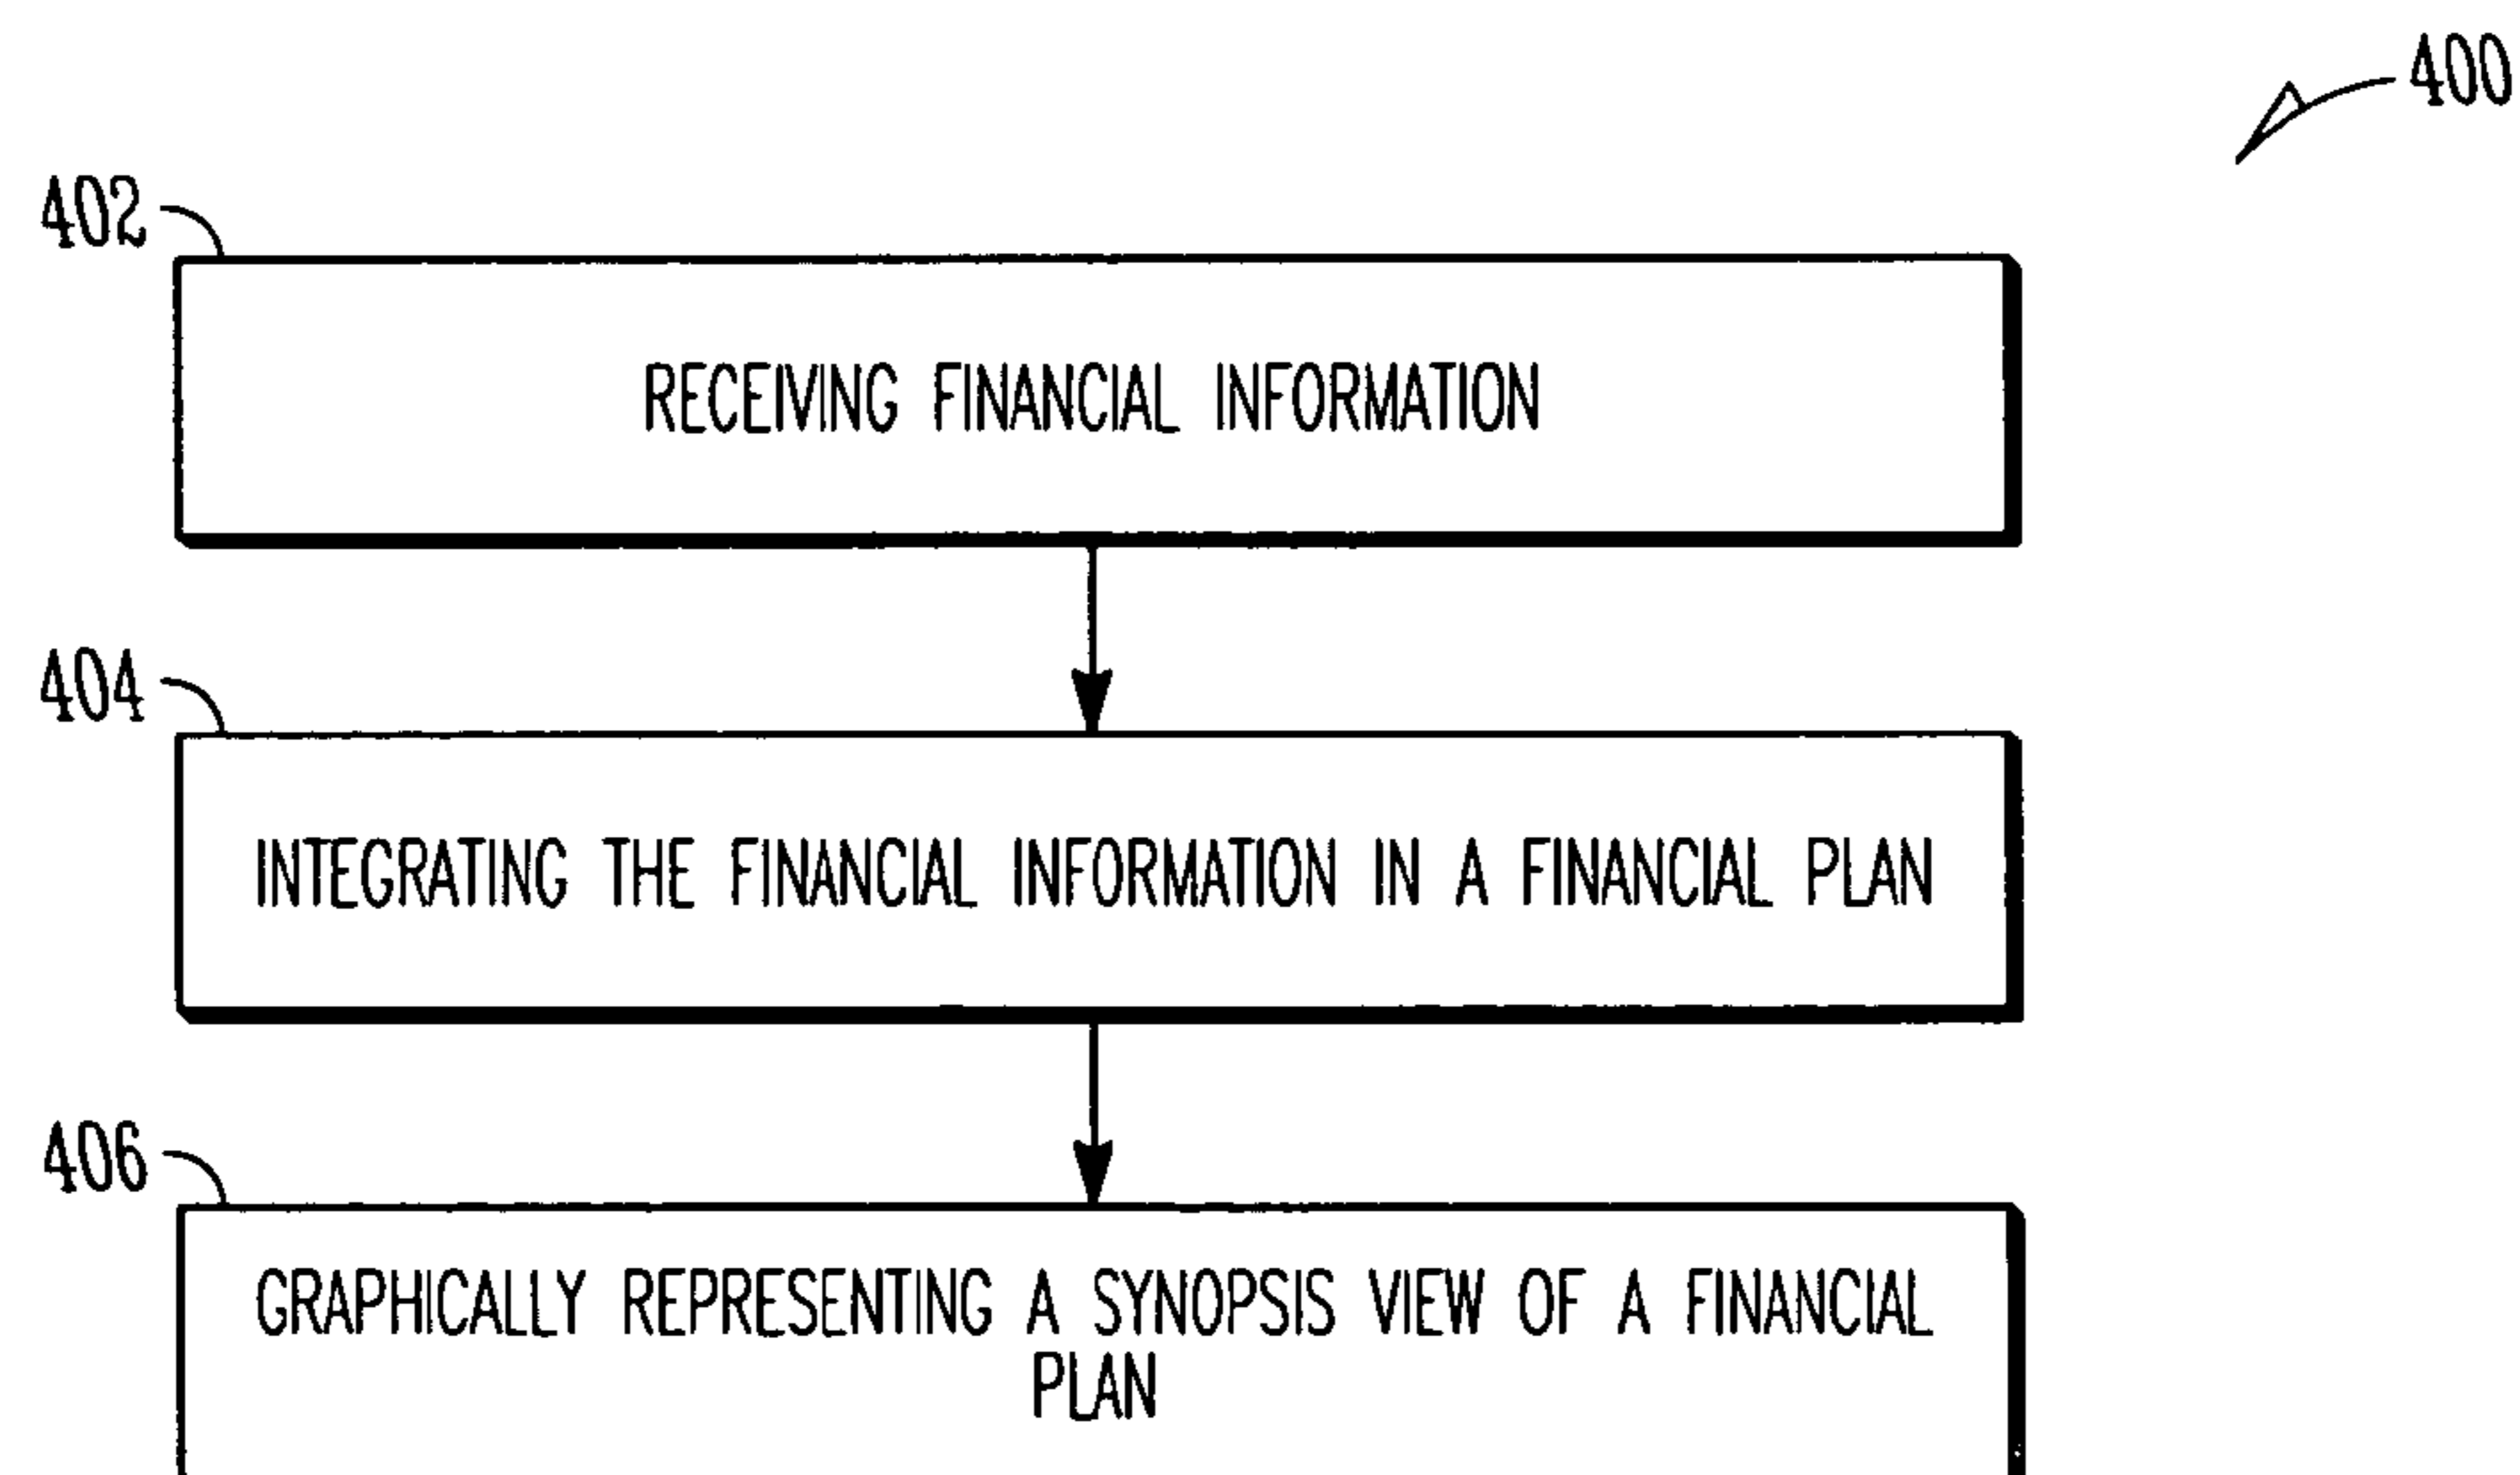 400
402
RECEIVING FINANCIAL INFORMATION
404
INTEGRATING THE FINANCIAL INFORMATION IN A FINANCIAL PLAN
406
GRAPHICALLY REPRESENTING A SYNOPSIS VIEW OF A FINANCIAL
PLAN